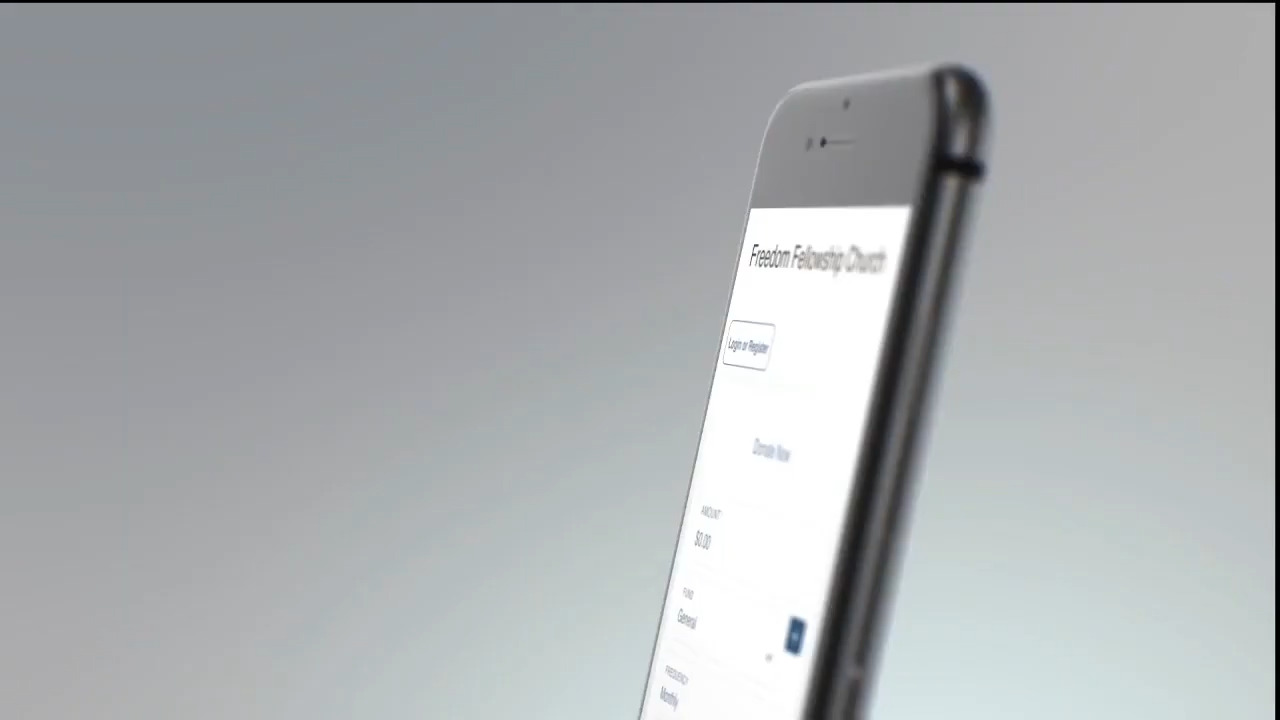 Freedom Fellowship Church
Login or Register
Donate Now
AMOUNT
$0.00
FUND
General
FREQUENCY
Monthly